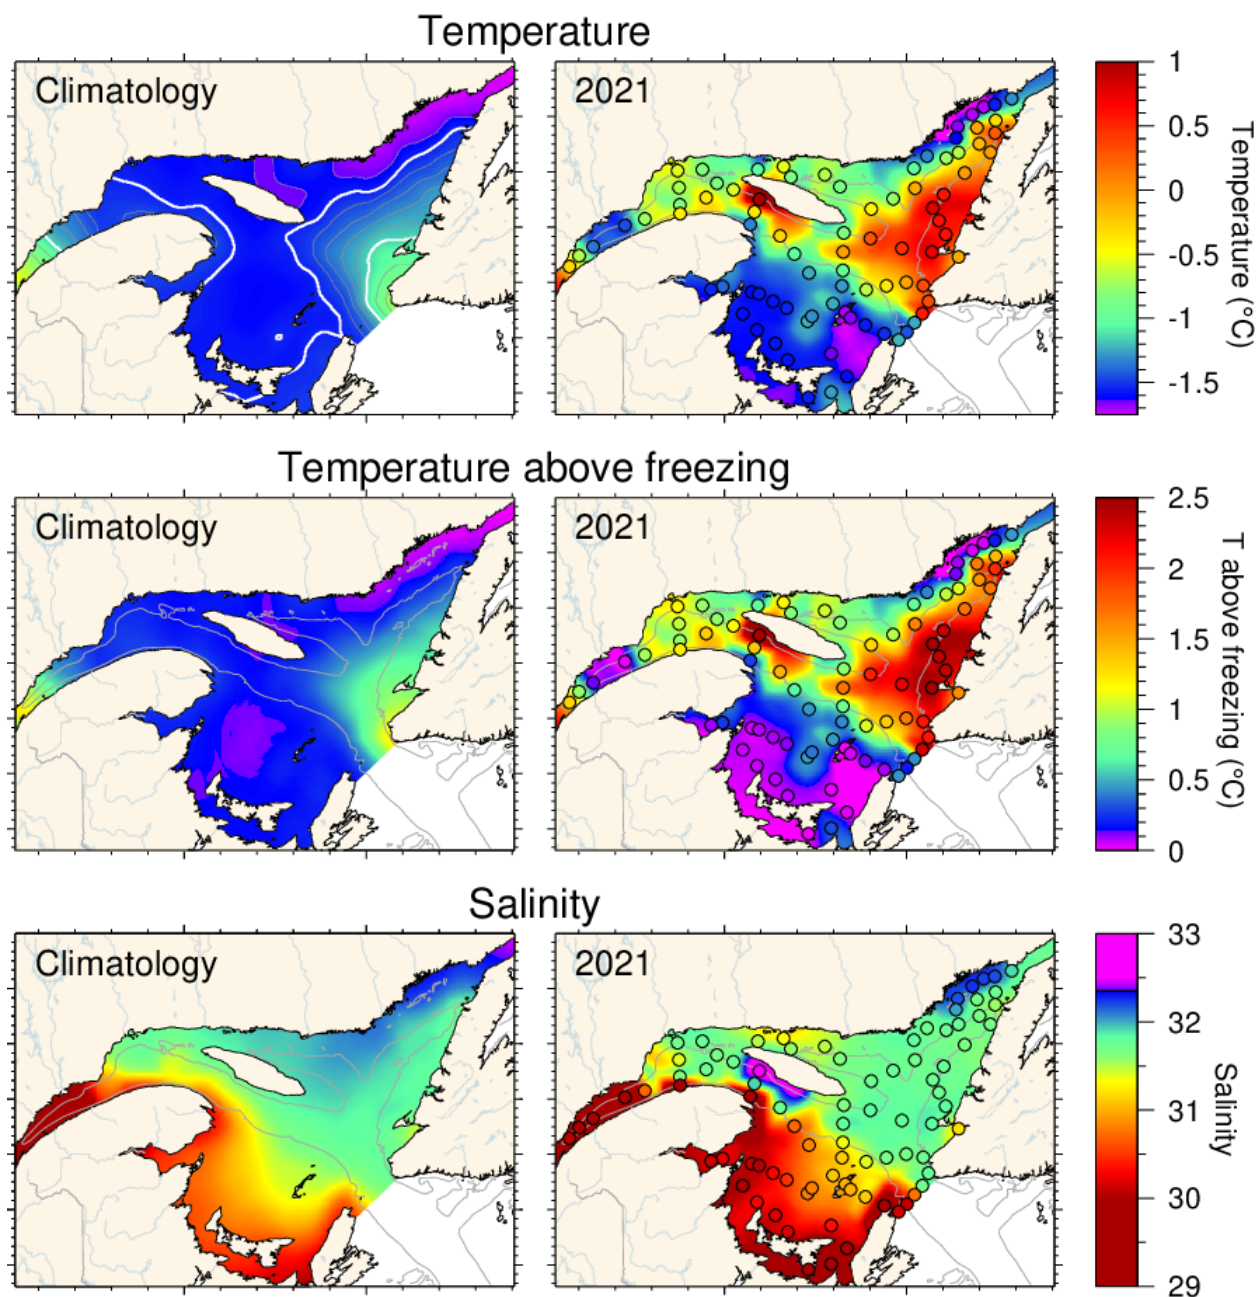 Temperature
Climatology
2021
1
0.5
0
-0.5
-1
-1.5
Temperature (°C)
Temperature above freezing
Climatology
2021
2.5
2
1.5
1
0.5
0
T above freezing (°C)
Salinity
Climatology
2021
33
32
31
30
29
Salinity